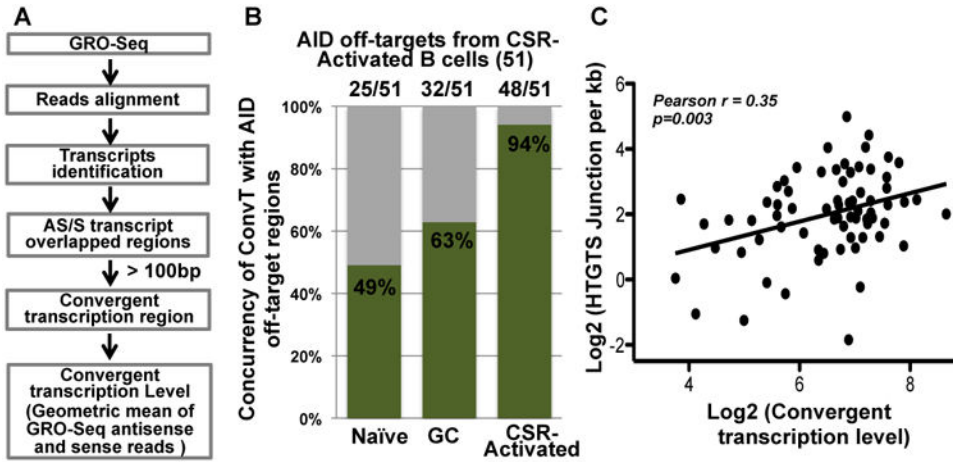 A
GRO-Seq
Reads alignment
Transcripts
identification
AS/S transcript
overlapped regions
> 100bp
Convergent
transcription region
Convergent
transcription Level
(Geometric mean of
GRO-Seq antisense
and sense reads )
B
AID off-targets from CSR-
Activated B cells (51)
25/51 32/51 48/51
Concurrency of ConvT with AID
off-target regions
100%
80%
60%
40%
20%
0%
49%
63%
94%
Naïve
GC
CSR-
Activated
C
Log2 (HTGTS Junction per kb)
6
4
2
0
-2
Pearson r = 0.35
p=0.003
4 6 8
Log2 (Convergent
transcription level)